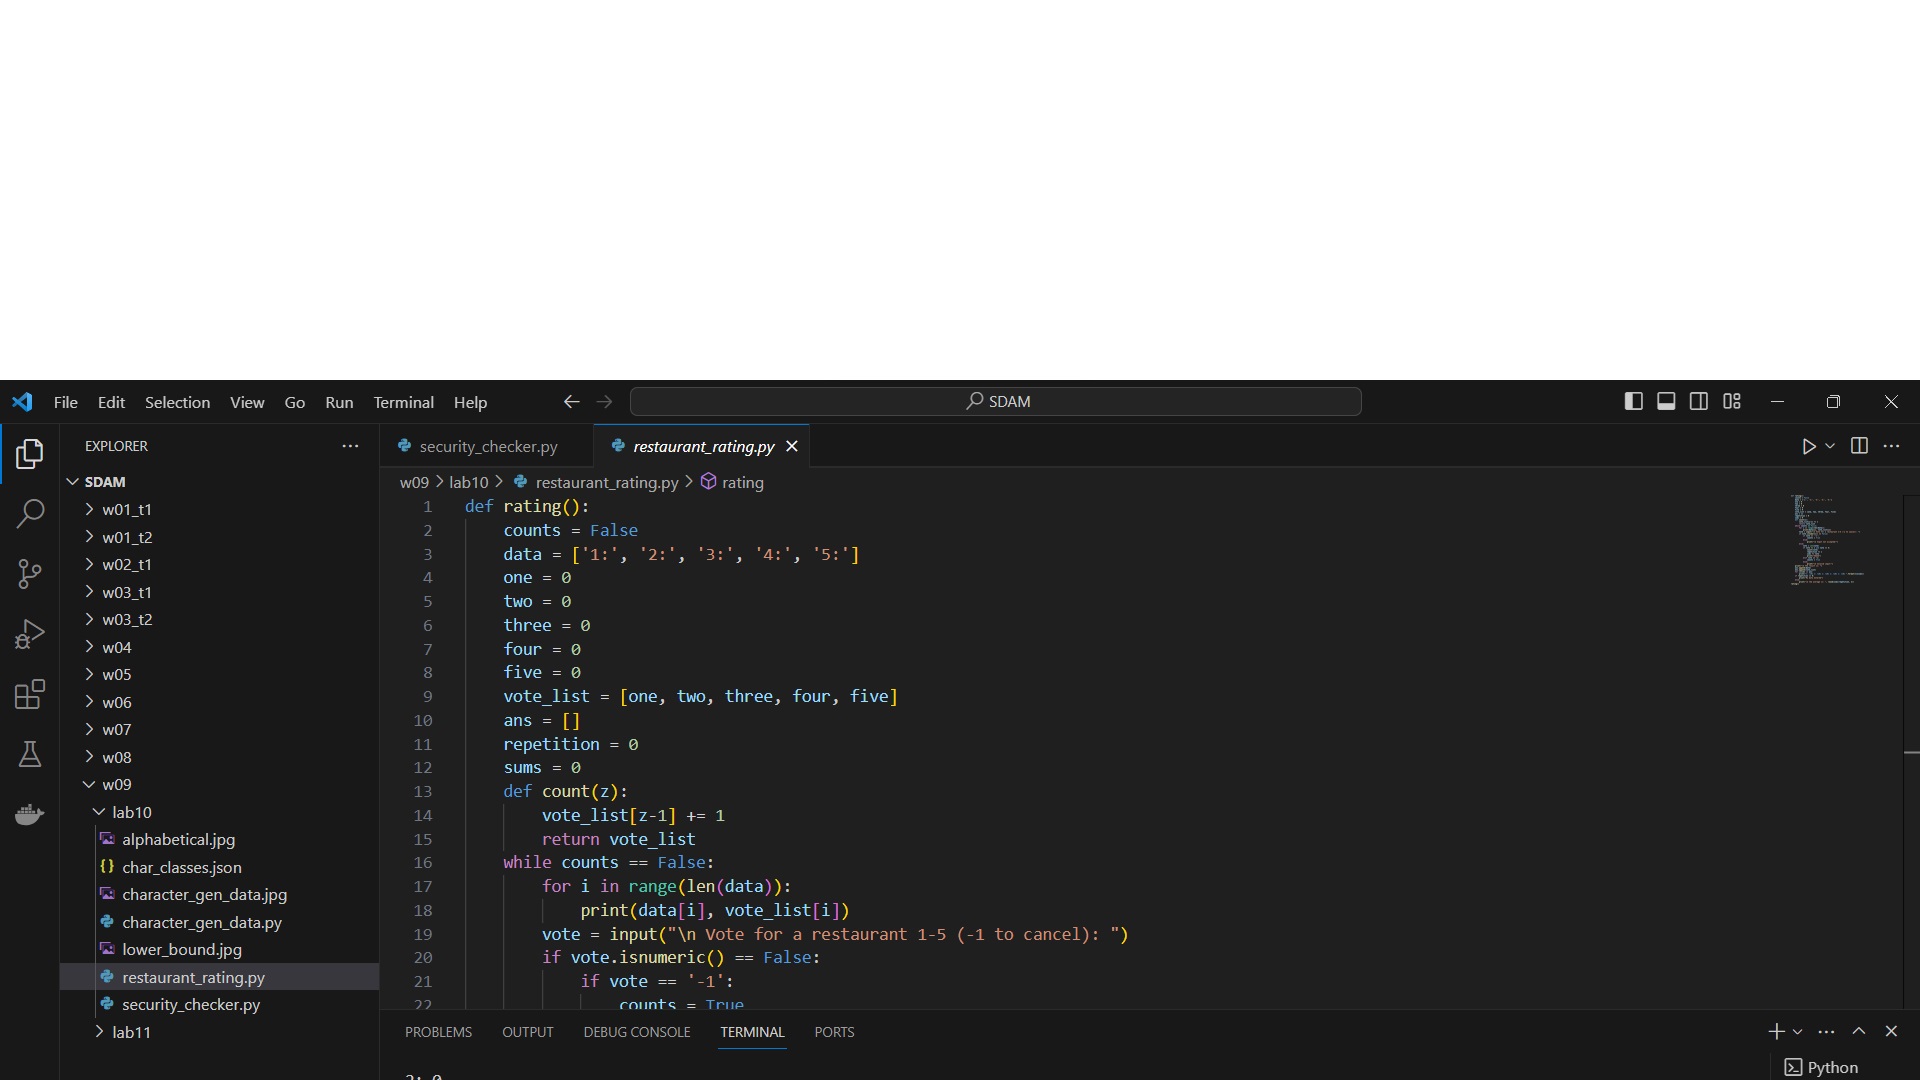 File Edit Selection View Go Run Terminal Help SDAM
EXPLORER
SDAM
w01_t1
w01_t2
w02_t1
w03_t1
w03_t2
w04
w05
w06
w07
w08
w09
lab10
alphabetical.jpg
char_classes.json
character_gen_data.jpg
character_gen_data.py
lower_bound.jpg
restaurant_rating.py
security_checker.py
lab11
security_checker.py restaurant_rating.py
w09 > lab10 > restaurant_rating.py > rating
1 def rating():
2 counts = False
3 data = ['1:', '2:', '3:', '4:', '5:']
4 one = 0
5 two = 0
6 three = 0
7 four = 0
8 five = 0
9 vote_list = [one, two, three, four, five]
10 ans = []
11 repetition = 0
12 sums = 0
13 def count(z):
14 vote_list[z-1] += 1
15 return vote_list
16 while counts == False:
17 for i in range(len(data)):
18 print(data[i], vote_list[i])
19 vote = input("\n Vote for a restaurant 1-5 (-1 to cancel): ")
20 if vote.isnumeric() == False:
21 if vote == '-1':
22 counts = True
PROBLEMS OUTPUT DEBUG CONSOLE TERMINAL PORTS
Python